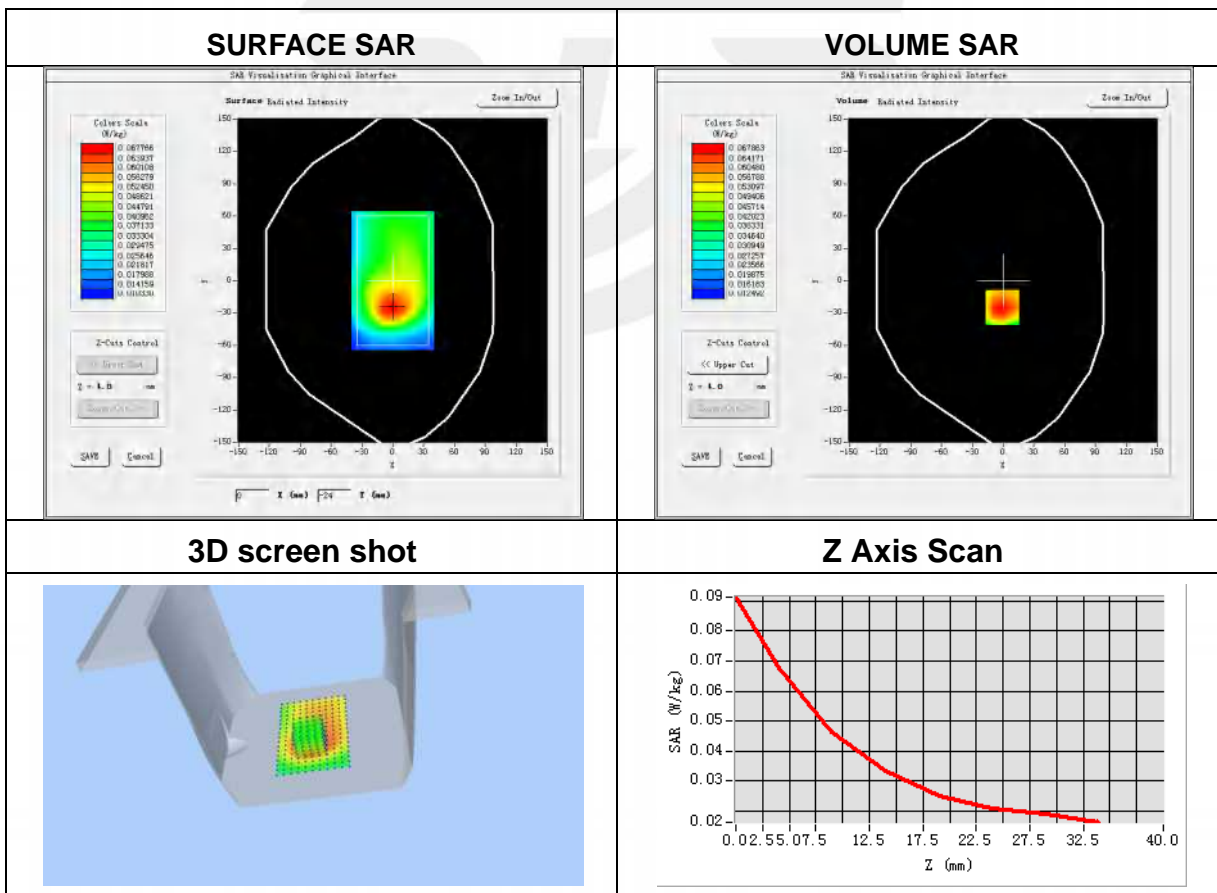 SURFACE SAR
VOLUME SAR
SAR Visualisation Graphical Interface
Surface Radiated Intensity
Zoom In/Out
Colors Scale
(W/kg)
0.067766
0.063937
0.060108
0.056279
0.052450
0.048621
0.044791
0.040962
0.037133
0.033304
0.029475
0.025646
0.021817
0.017988
0.014159
0.010330
150
120
90
60
30
0
-30
-60
-90
-120
-150
Y
-150 -120 -90 -60 -30 0 30 60 90 120 150
X
Z-Cuts Control
<< Upper Cut
Z = 4.0 mm
SAVE Cancel
0 X (mm) -24 Y (mm)
SAR Visualisation Graphical Interface
Volume Radiated Intensity
Zoom In/Out
Colors Scale
(W/kg)
0.067863
0.064171
0.060480
0.056788
0.053097
0.049406
0.045714
0.042023
0.038331
0.034640
0.030949
0.027257
0.023566
0.019875
0.016183
0.012492
150
120
90
60
30
0
-30
-60
-90
-120
-150
Y
-150 -120 -90 -60 -30 0 30 60 90 120 150
X
Z-Cuts Control
<< Upper Cut
Z = 4.0 mm
SAVE Cancel
3D screen shot
Z Axis Scan
0.09
0.08
0.07
0.06
0.05
0.04
0.03
0.02
SAR (W/kg)
0.0 2.5 5.0 7.5 12.5 17.5 22.5 27.5 32.5 40.0
Z (mm)